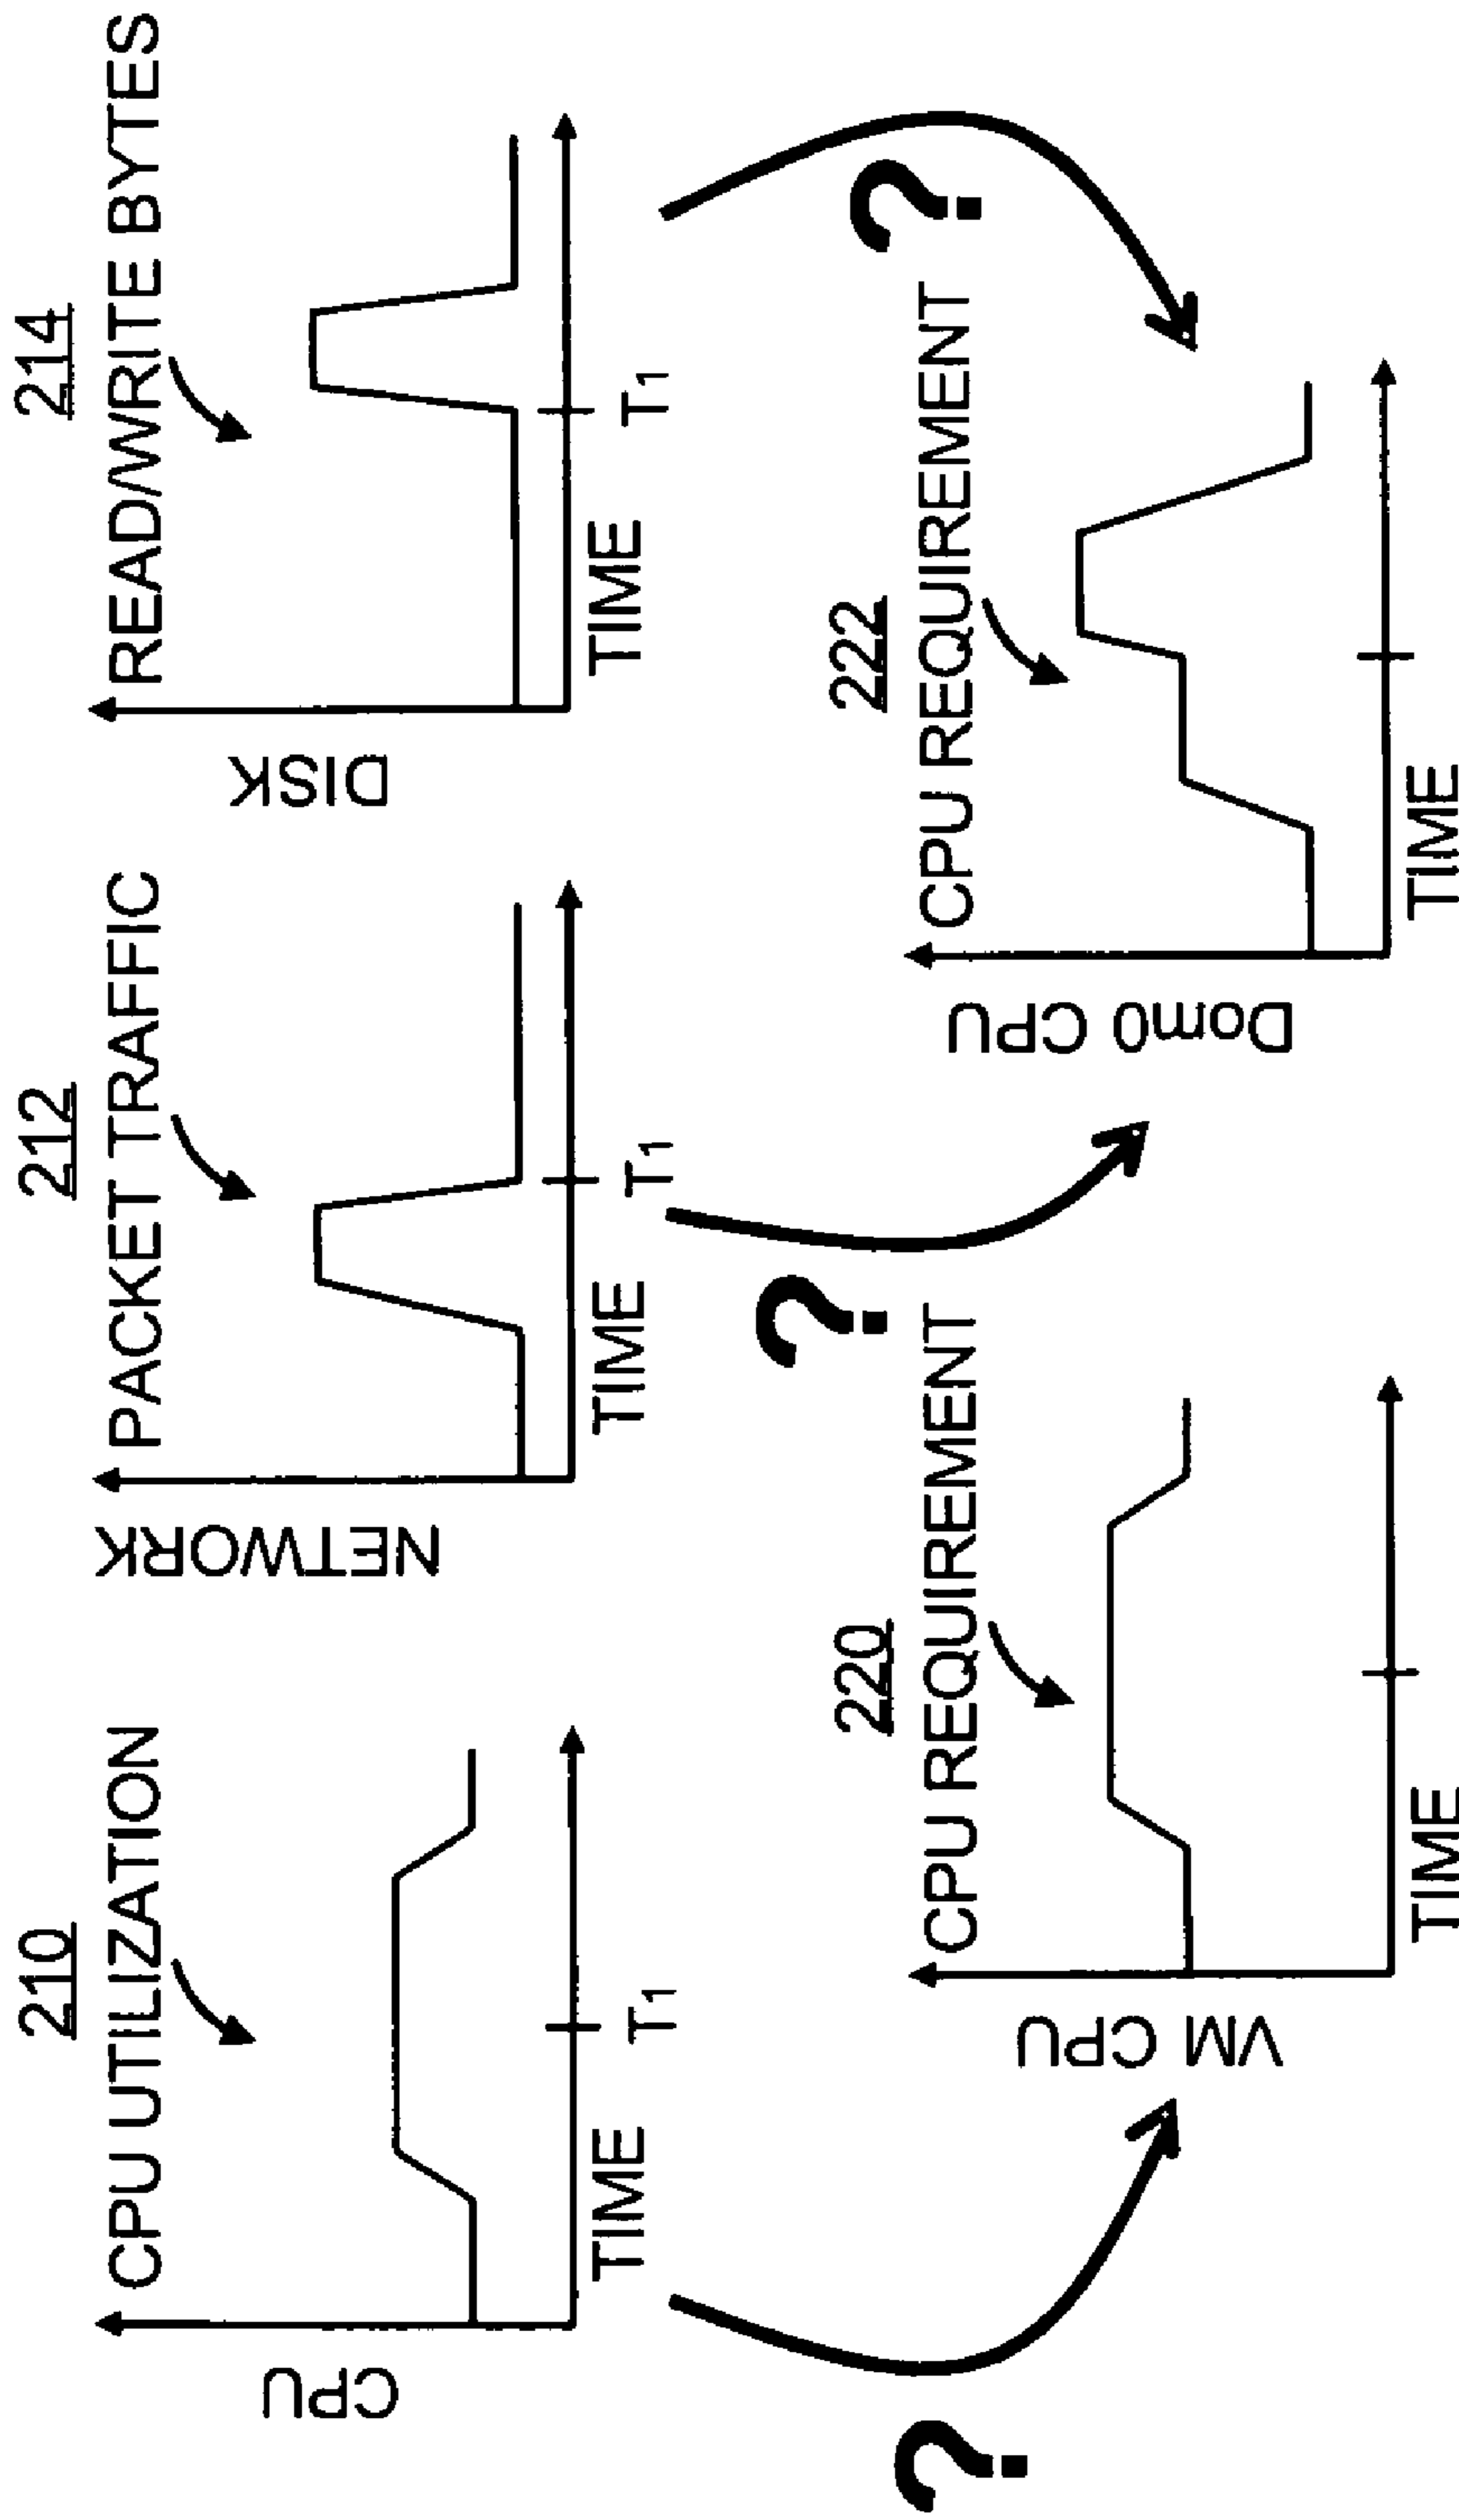 210
CPU UTILIZATION
CPU
TIME
T1
212
PACKET TRAFFIC
NETWORK
TIME
T1
214
READ/WRITE BYTES
DISK
TIME
T1
?
?
?
220
CPU REQUIREMENT
VM CPU
TIME
222
CPU REQUIREMENT
Dom0 CPU
TIME